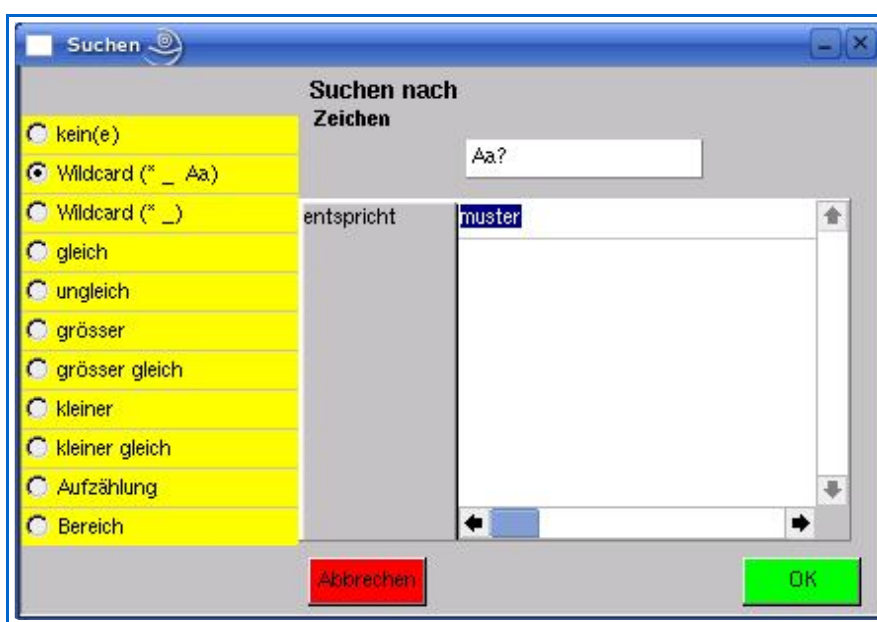 Suchen
Suchen nach
Zeichen
kein(e)
Aa?
Wildcard (* _ Aa)
Wildcard (* _)
entspricht
muster
gleich
ungleich
grösser
grösser gleich
kleiner
kleiner gleich
Aufzählung
Bereich
Abbrechen
OK